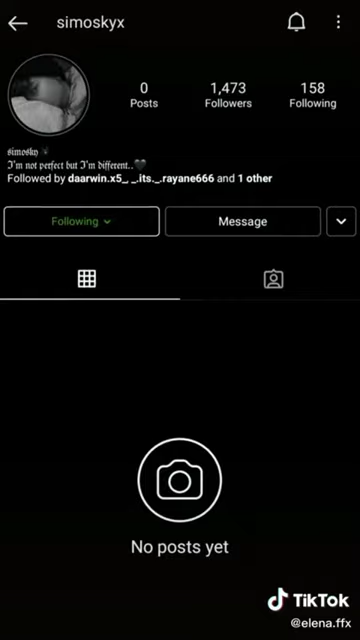 simoskyx
0 1,473 158
Posts Followers Following
𝖘𝖎𝖒𝖔𝖘𝖐𝖞
𝕴'𝖒 𝖓𝖔𝖙 𝖕𝖊𝖗𝖋𝖊𝖈𝖙 𝖇𝖚𝖙 𝕴'𝖒 𝖉𝖎𝖋𝖋𝖊𝖗𝖊𝖓𝖙..🖤
Followed by daarwin.x5_, _.its._.rayane666 and 1 other
Following Message
No posts yet
TikTok
@elena.ffx